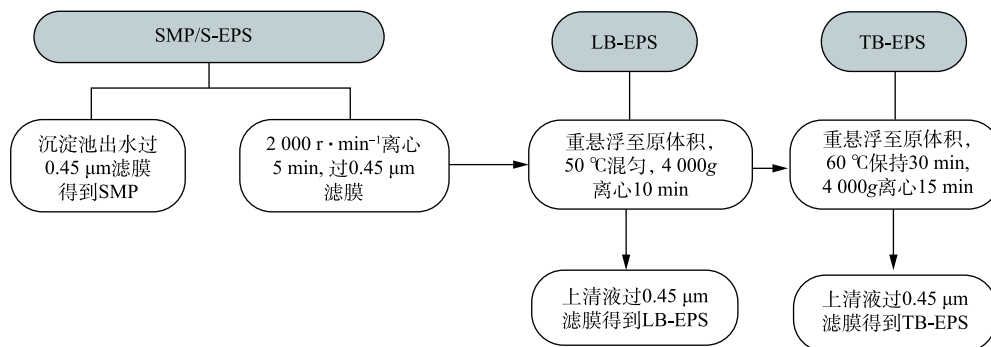 SMP/S-EPS
沉淀池出水过
0.45 μm滤膜
得到SMP
2 000 r·min⁻¹离心
5 min, 过0.45 μm
滤膜
LB-EPS
重悬浮至原体积，
50 ℃混匀，4 000g
离心10 min
上清液过0.45 μm
滤膜得到LB-EPS
TB-EPS
重悬浮至原体积，
60 ℃保持30 min,
4 000g离心15 min
上清液过0.45 μm
滤膜得到TB-EPS